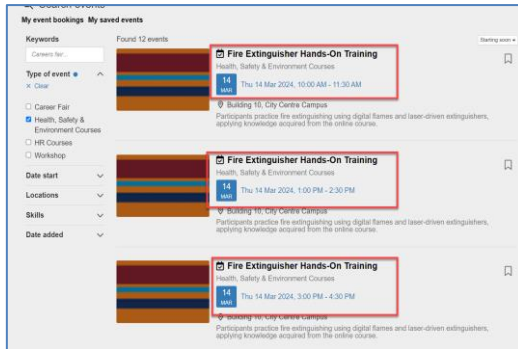 Search events
My event bookings My saved events
Keywords
Found 12 events
Starting soon
Careers fair...
Type of event
Clear
Career Fair
Health, Safety &
Environment Courses
HR Courses
Workshop
Date start
Locations
Skills
Date added
Fire Extinguisher Hands-On Training
Health, Safety & Environment Courses
14
MAR
Thu 14 Mar 2024, 10:00 AM - 11:30 AM
Building 10, City Centre Campus
Participants practice fire extinguishing using digital flames and laser-driven extinguishers,
applying knowledge acquired from the online course.
Fire Extinguisher Hands-On Training
Health, Safety & Environment Courses
14
MAR
Thu 14 Mar 2024, 1:00 PM - 2:30 PM
Building 10, City Centre Campus
Participants practice fire extinguishing using digital flames and laser-driven extinguishers,
applying knowledge acquired from the online course.
Fire Extinguisher Hands-On Training
Health, Safety & Environment Courses
14
MAR
Thu 14 Mar 2024, 3:00 PM - 4:30 PM
Building 10, City Centre Campus
Participants practice fire extinguishing using digital flames and laser-driven extinguishers,
applying knowledge acquired from the online course.